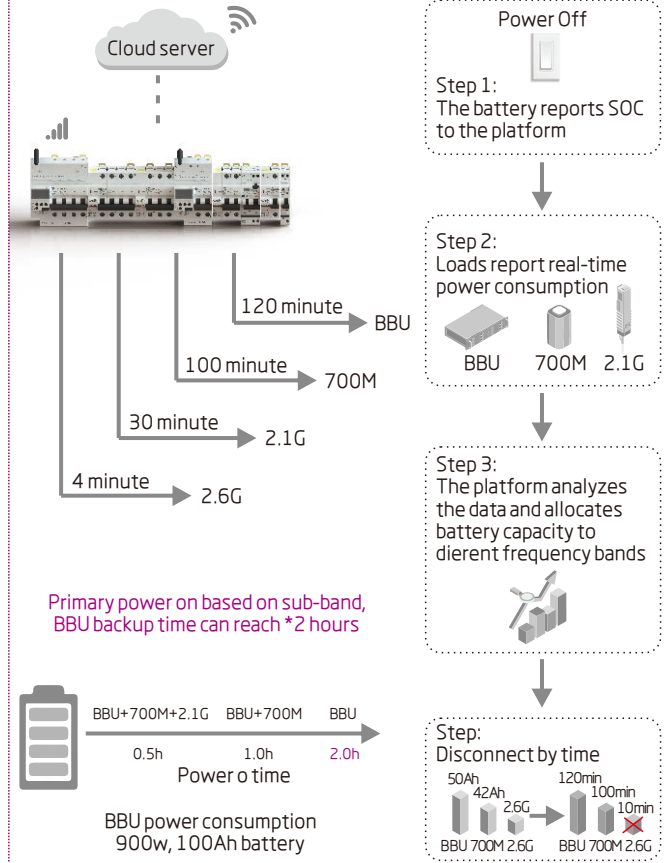 Cloud server
120 minute
BBU
100 minute
700M
30 minute
2.1G
4 minute
2.6G
Primary power on based on sub-band,
BBU backup time can reach *2 hours
BBU+700M+2.1G BBU+700M BBU
0.5h 1.0h 2.0h
Power o time
BBU power consumption
900w, 100Ah battery
Power Off
Step 1:
The battery reports SOC
to the platform
Step 2:
Loads report real-time
power consumption
BBU 700M 2.1G
Step 3:
The platform analyzes
the data and allocates
battery capacity to
dierent frequency bands
Step:
Disconnect by time
50Ah
42Ah
2.6G
120min
100min
10min
BBU 700M 2.6G BBU 700M 2.6G